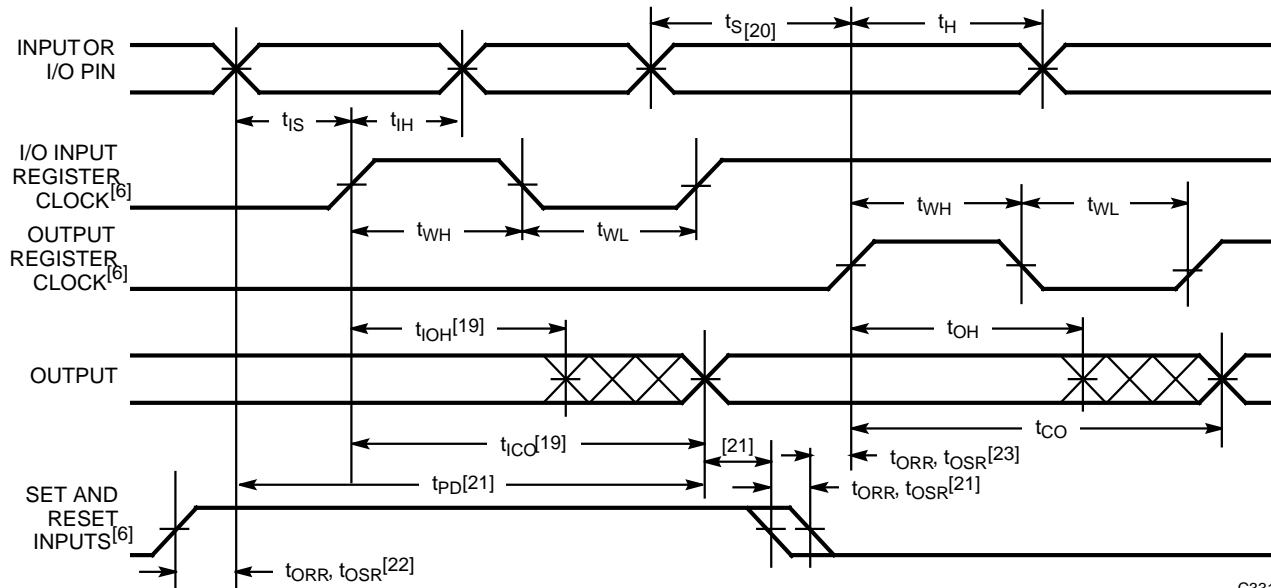 tS[20]
tH
INPUT OR
I/O PIN
tIS
tIH
I/O INPUT
REGISTER
CLOCK[6]
tWH
tWL
tWH
tWL
OUTPUT
REGISTER
CLOCK[6]
tIOH[19]
tOH
OUTPUT
tICO[19]
[21]
tCO
tORR, tOSR[23]
tPD[21]
tORR, tOSR[21]
SET AND
RESET
INPUTS[6]
tORR, tOSR[22]